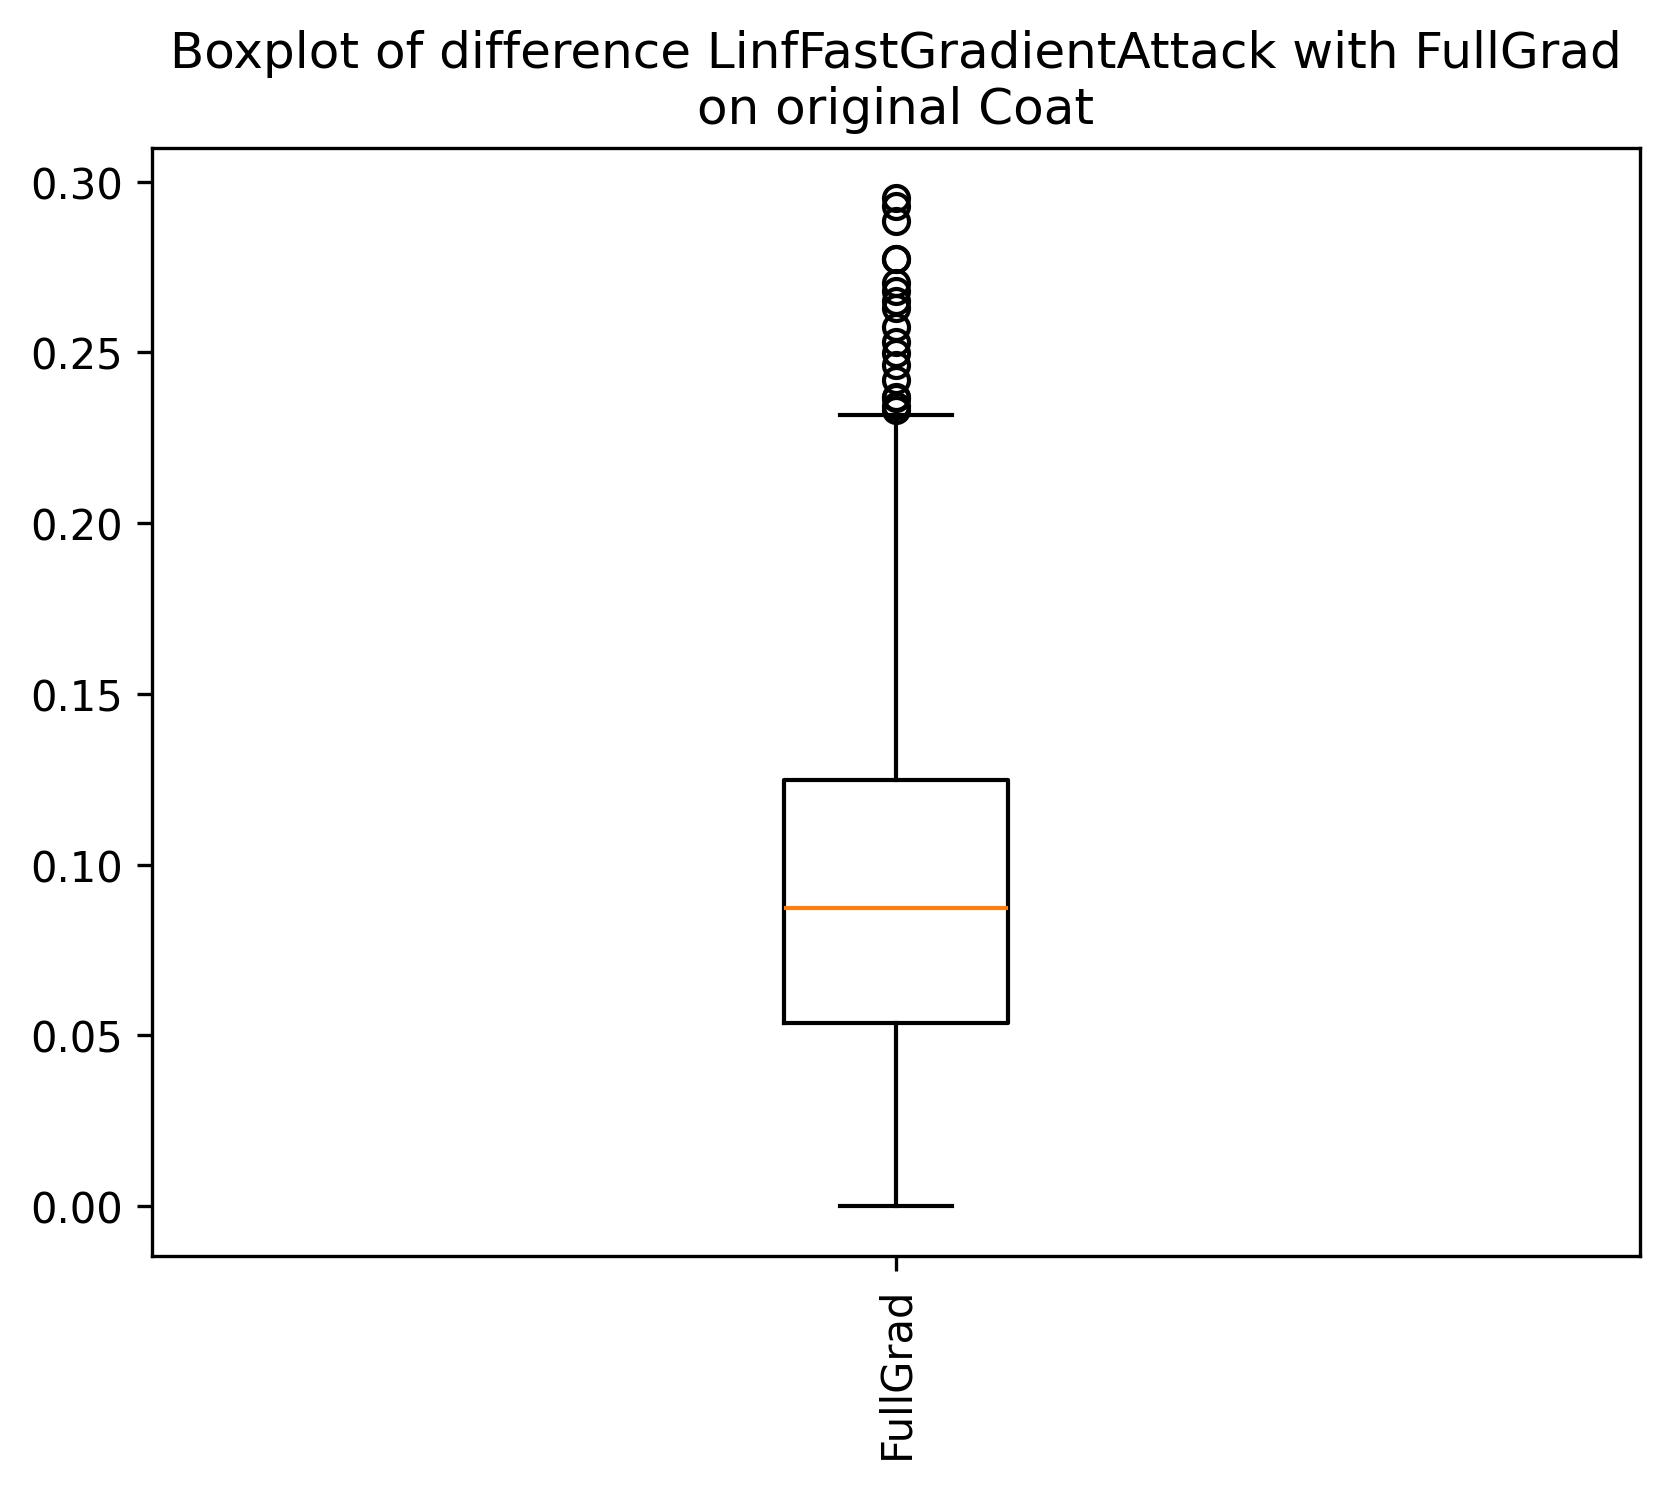 Boxplot of difference LinfFastGradientAttack with FullGrad
on original Coat
0.30
0.25
0.20
0.15
0.10
0.05
0.00
FullGrad